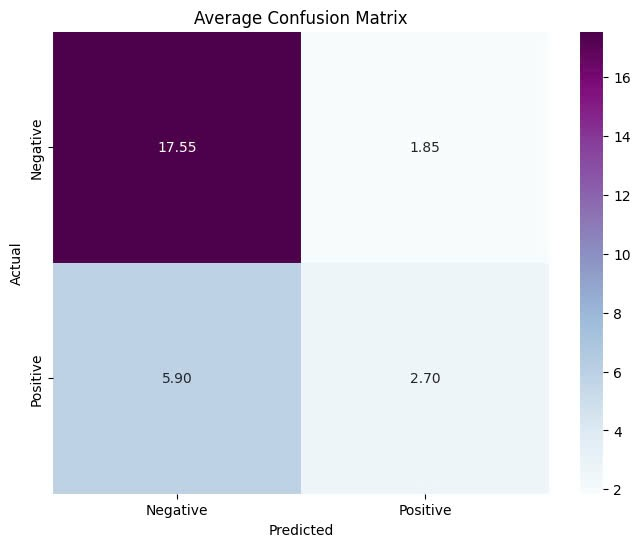 Average Confusion Matrix
Actual
Negative
Positive
17.55
1.85
5.90
2.70
Negative
Positive
Predicted
16
14
12
10
8
6
4
2